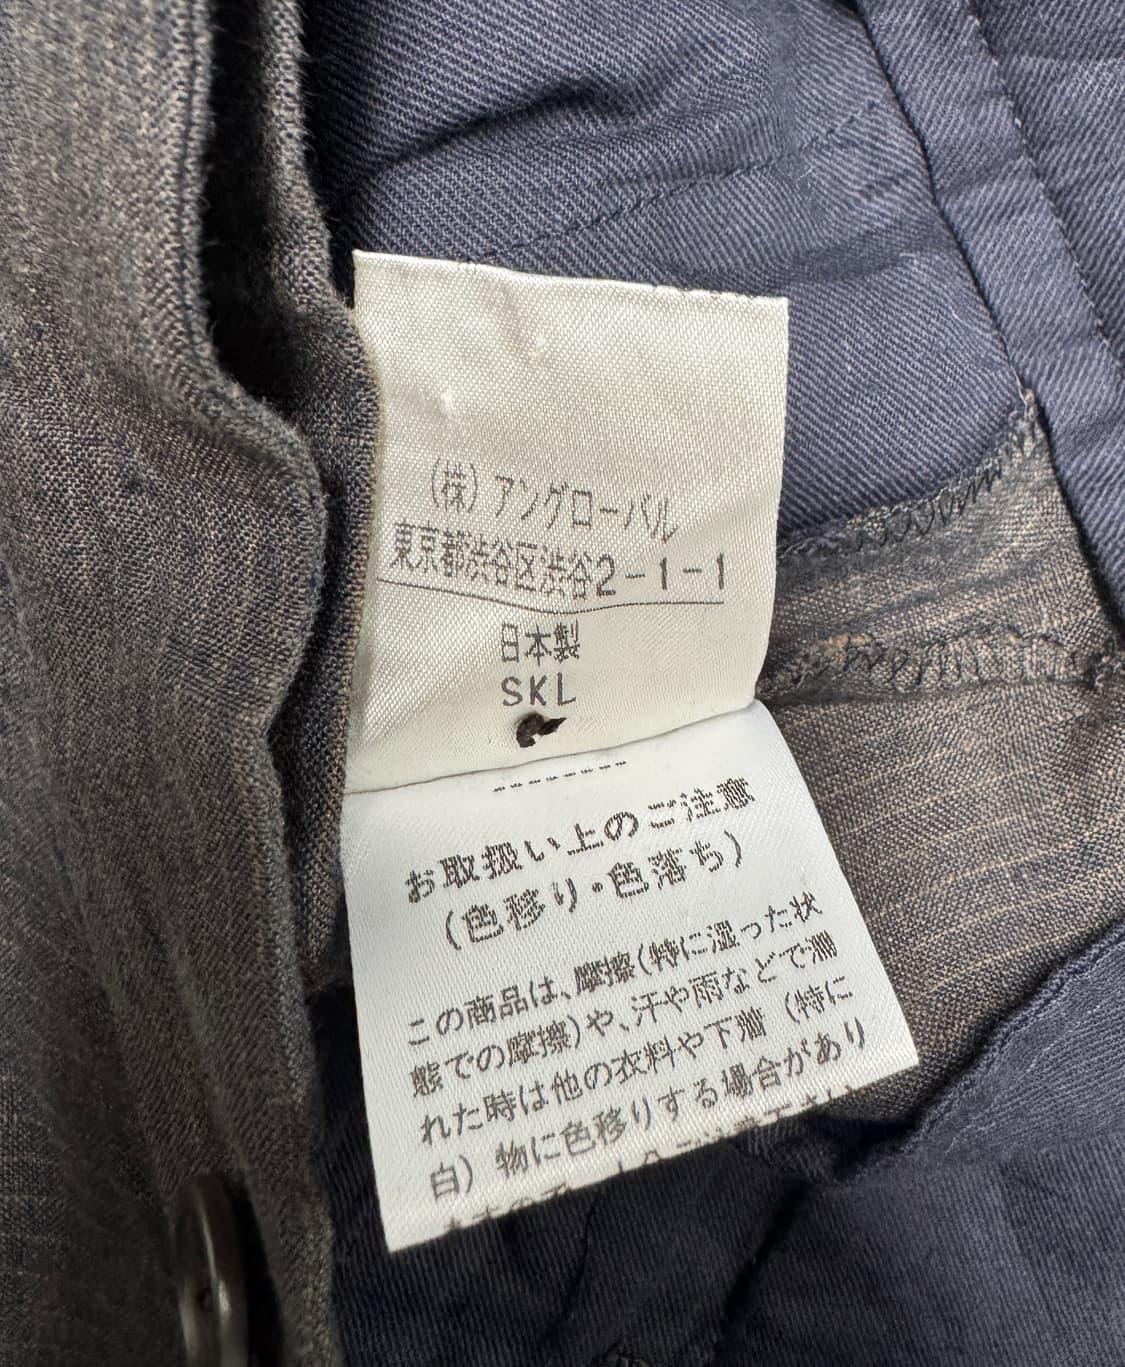 (株)アングローバル
東京都渋谷区渋谷2-1-1
日本製
SKL
--------
お取扱い上のご注意
(色移り・色落ち)
この商品は、摩擦(特に湿った状
態での摩擦)や、汗や雨などで濡
れた時は他の衣料や下着(特に
白)物に色移りする場合があり